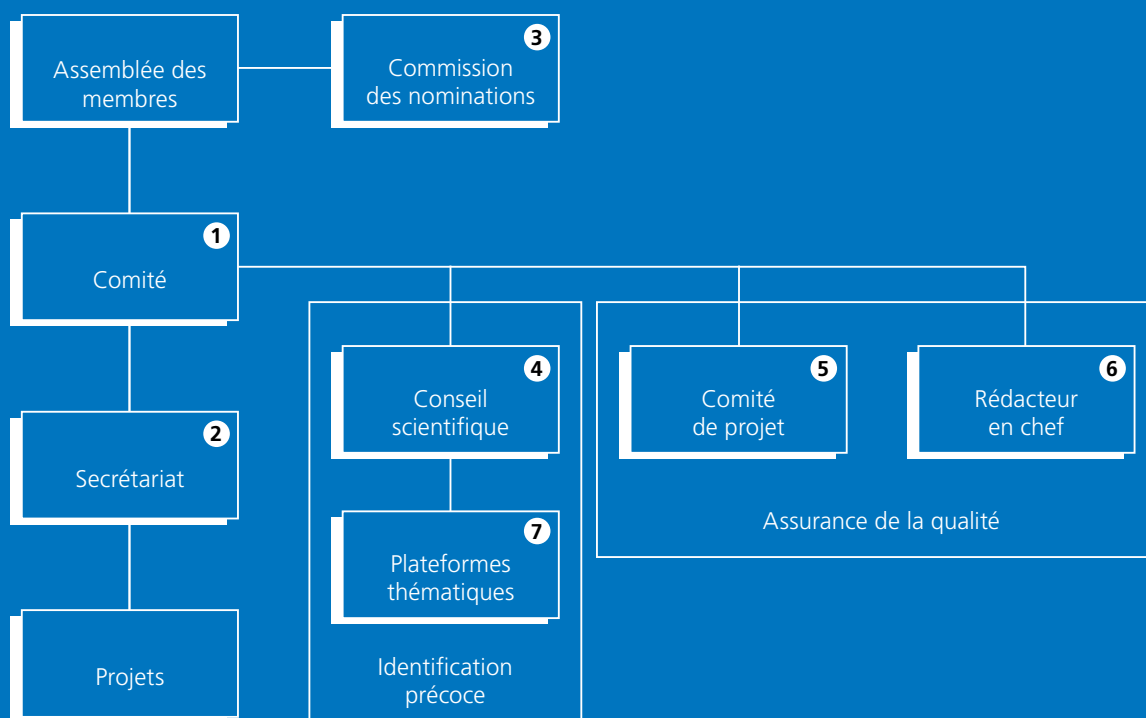 3
Assemblée des
membres
Commission
des nominations
1
Comité
4
Conseil
scientifique
5
Comité
de projet
6
Rédacteur
en chef
2
Secrétariat
Assurance de la qualité
7
Plateformes
thématiques
Projets
Identification
précoce